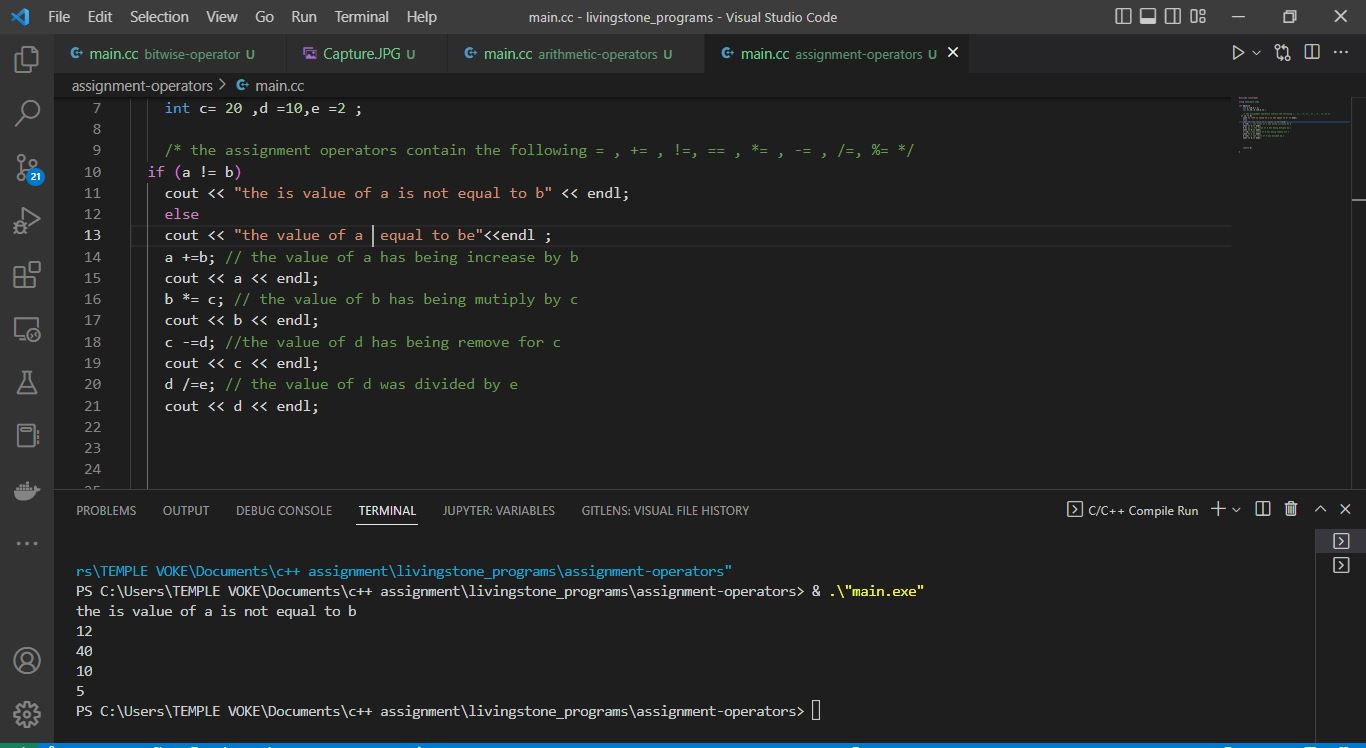 File Edit Selection View Go Run Terminal Help main.cc - livingstone_programs - Visual Studio Code
main.cc bitwise-operator U Capture.JPG U main.cc arithmetic-operators U main.cc assignment-operators U
assignment-operators > main.cc
7 int c= 20 ,d =10,e =2 ;
8
9 /* the assignment operators contain the following = , += , !=, == , *= , -= , /=, %= */
10 if (a != b)
11 cout << "the is value of a is not equal to b" << endl;
12 else
13 cout << "the value of a  equal to be"<<endl ;
14 a +=b; // the value of a has being increase by b
15 cout << a << endl;
16 b *= c; // the value of b has being mutiply by c
17 cout << b << endl;
18 c -=d; //the value of d has being remove for c
19 cout << c << endl;
20 d /=e; // the value of d was divided by e
21 cout << d << endl;
22
23
24
21
PROBLEMS OUTPUT DEBUG CONSOLE TERMINAL JUPYTER: VARIABLES GITLENS: VISUAL FILE HISTORY C/C++ Compile Run
rs\TEMPLE VOKE\Documents\c++ assignment\livingstone_programs\assignment-operators"
PS C:\Users\TEMPLE VOKE\Documents\c++ assignment\livingstone_programs\assignment-operators> & .\"main.exe"
the is value of a is not equal to b
12
40
10
5
PS C:\Users\TEMPLE VOKE\Documents\c++ assignment\livingstone_programs\assignment-operators>